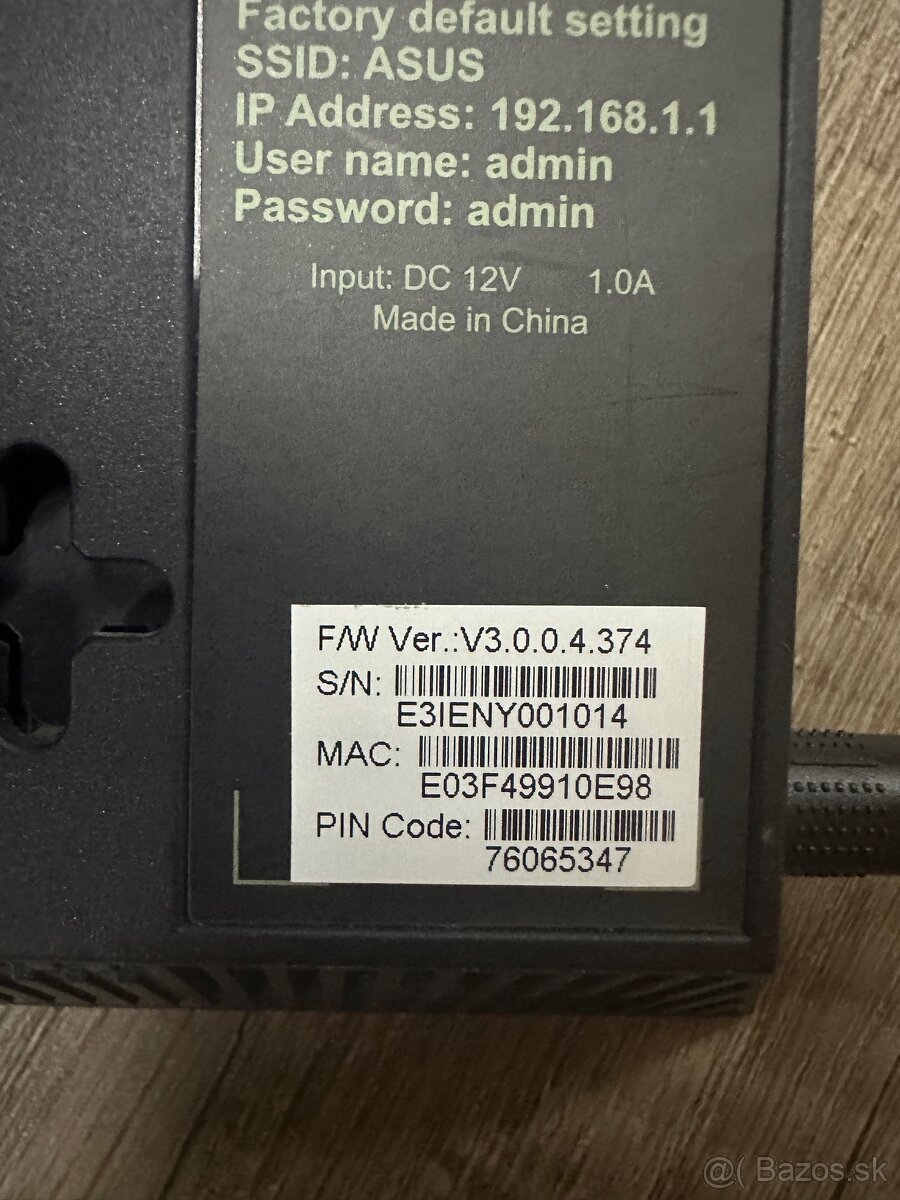 Factory default setting
SSID: ASUS
IP Address: 192.168.1.1
User name: admin
Password: admin
Input: DC 12V 1.0A
Made in China
F/W Ver.:V3.0.0.4.374
S/N:
E3IENY001014
MAC:
E03F49910E98
PIN Code:
76065347
@( Bazos.sk